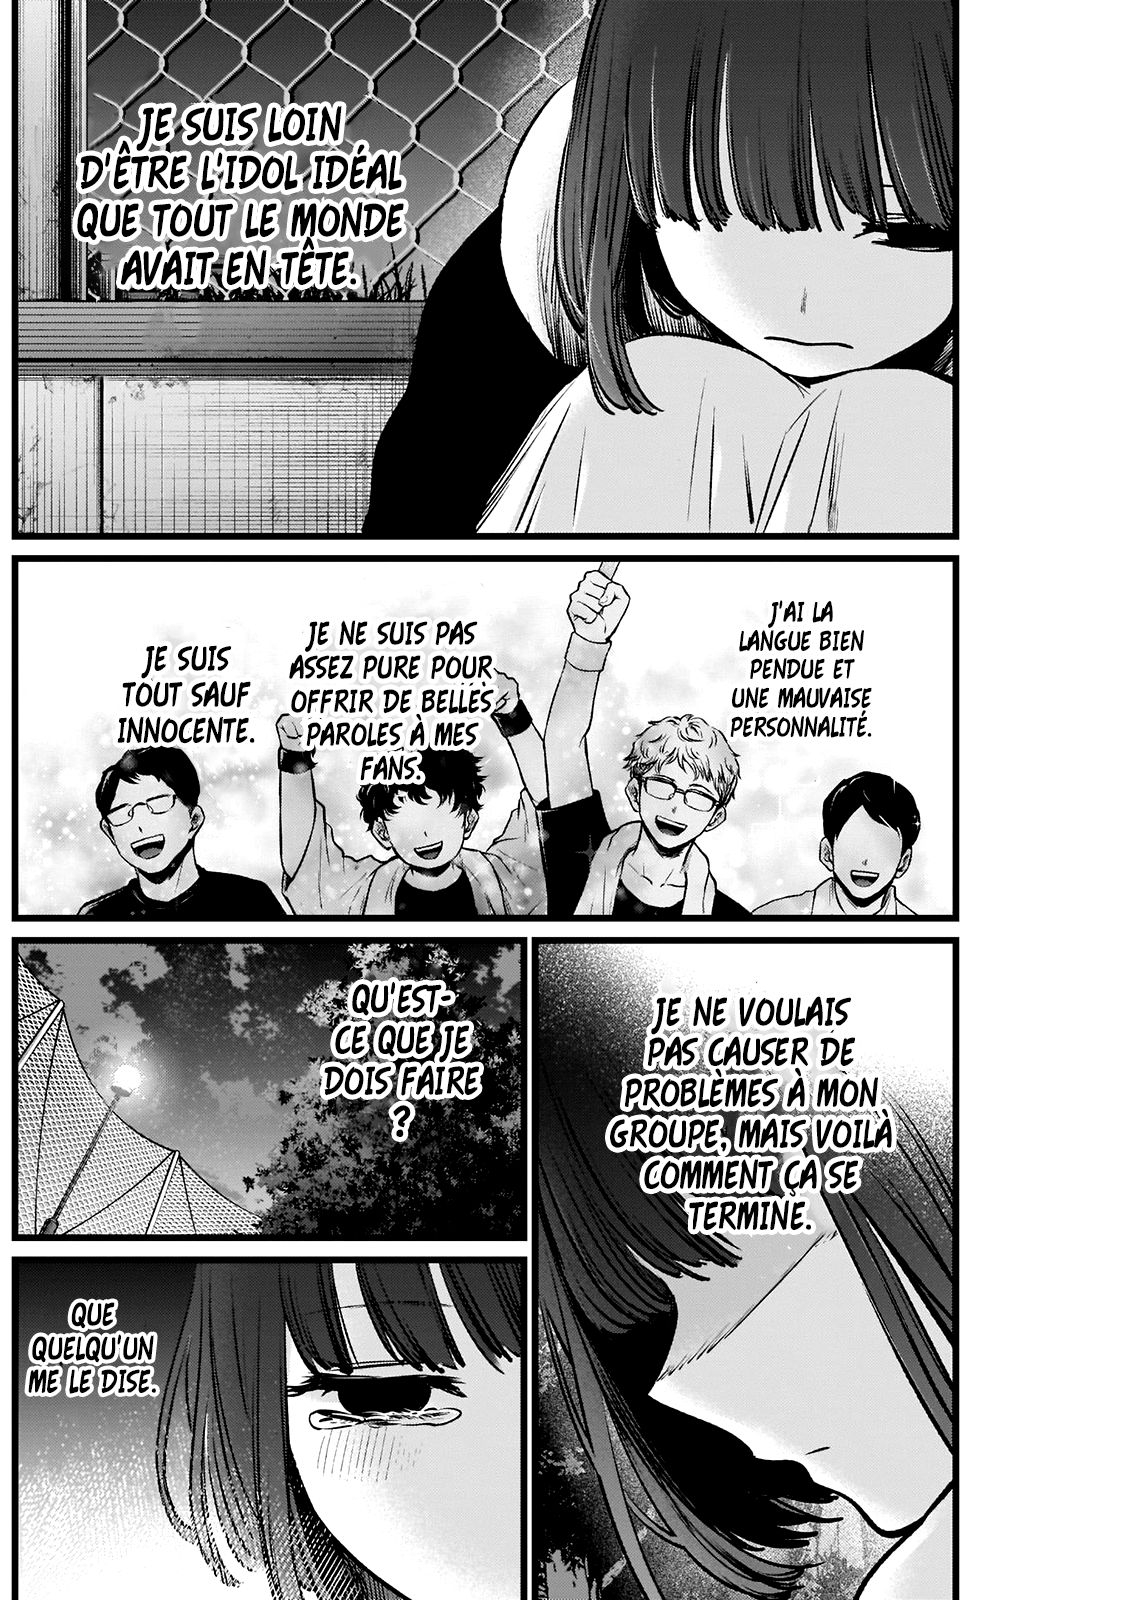 JE SUIS LOIN
D'ÊTRE L'IDOL IDÉAL
QUE TOUT LE MONDE
AVAIT EN TÊTE.
J'AI LA
LANGUE BIEN
PENDUE ET
UNE MAUVAISE
PERSONNALITÉ.
JE NE SUIS PAS
ASSEZ PURE POUR
OFFRIR DE BELLES
PAROLES À MES
FANS.
JE SUIS
TOUT SAUF
INNOCENTE.
JE NE VOULAIS
PAS CAUSER DE
PROBLÈMES À MON
GROUPE, MAIS VOILÀ
COMMENT ÇA SE
TERMINE.
QU'EST-
CE QUE JE
DOIS FAIRE
?
QUE
QUELQU'UN
ME LE DISE.